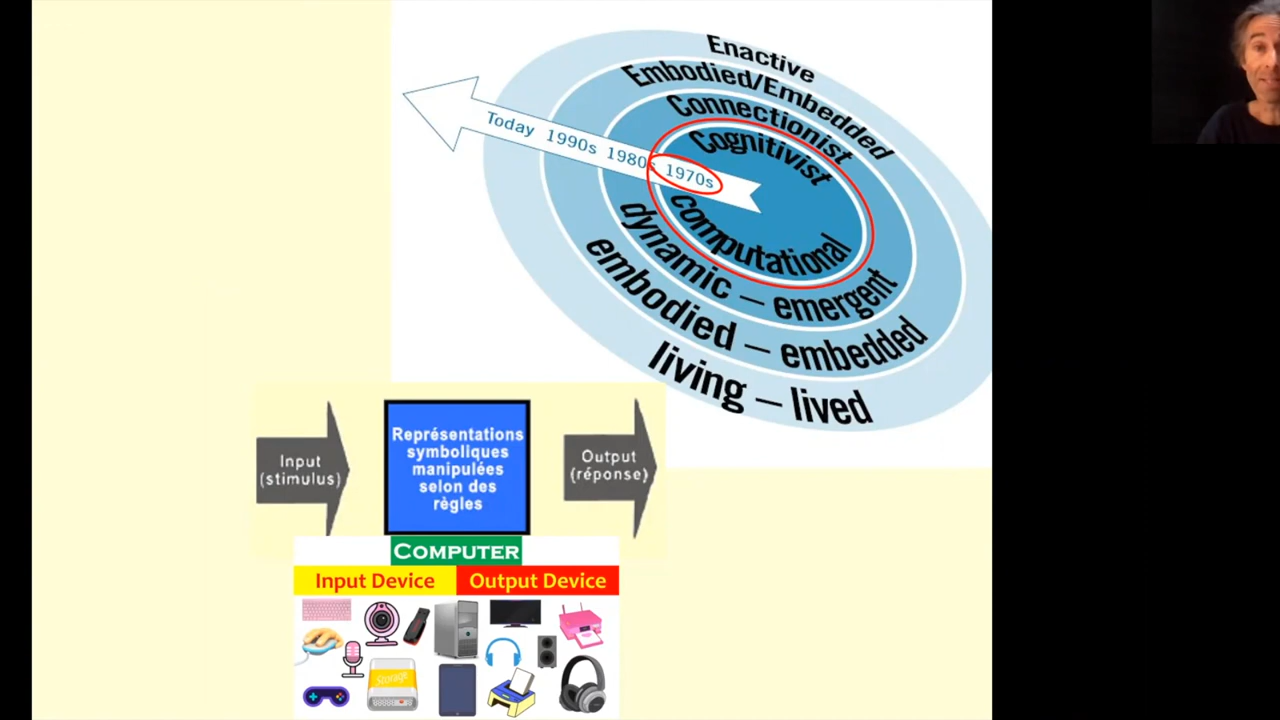 Enactive
Embodied/Embedded
Connectionist
Cognitivist
Today 1990s 1980s 1970s
computational
dynamic – emergent
embodied – embedded
living – lived
Input
(stimulus)
Représentations
symboliques
manipulées
selon des
règles
Output
(réponse)
COMPUTER
Input Device Output Device
Storage